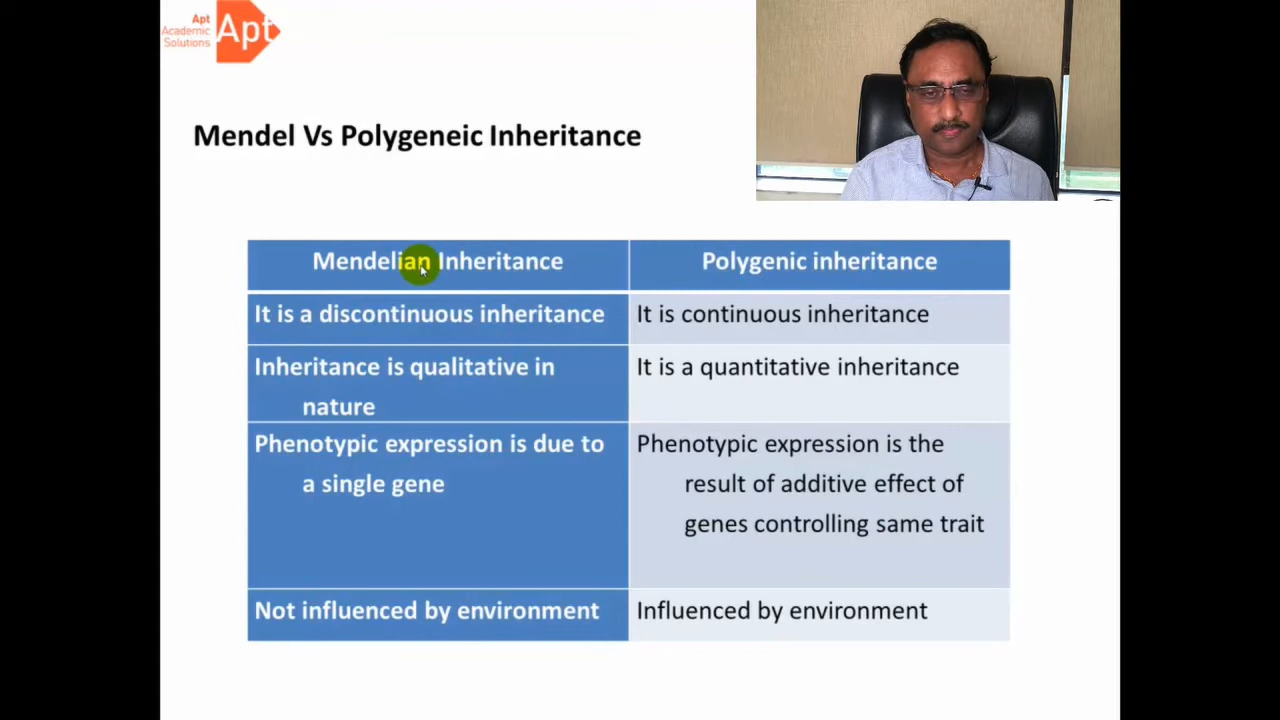 Apt
Academic
Solutions
Apt
Mendel Vs Polygeneic Inheritance
Mendelian Inheritance
Polygenic inheritance
It is a discontinuous inheritance
It is continuous inheritance
Inheritance is qualitative in
nature
It is a quantitative inheritance
Phenotypic expression is due to
a single gene
Phenotypic expression is the
result of additive effect of
genes controlling same trait
Not influenced by environment
Influenced by environment